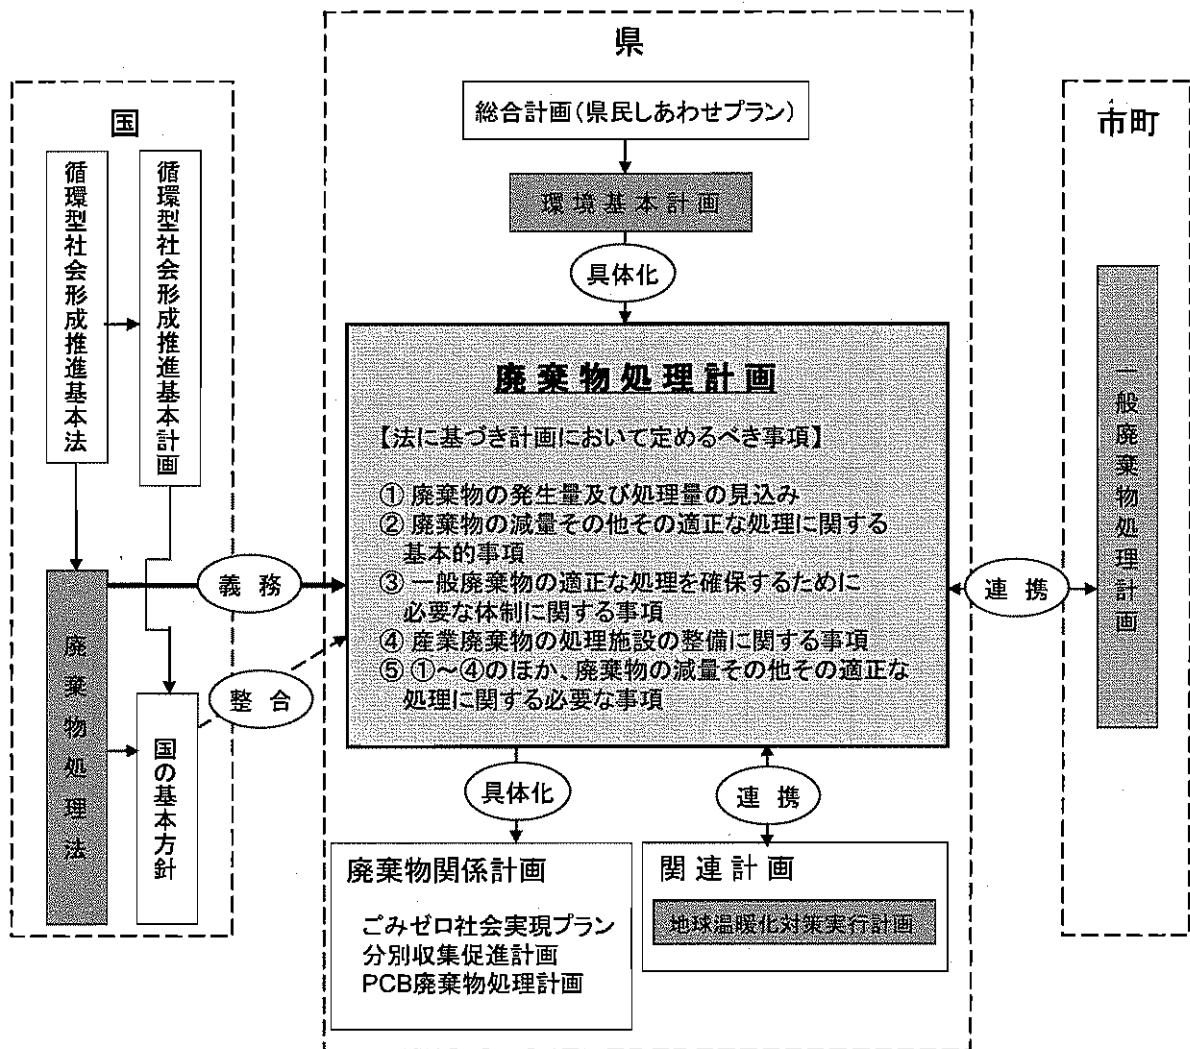 国
循環型社会形成推進基本法
循環型社会形成推進基本計画
廃棄物処理法
国の基本方針
義務
整合
県
総合計画(県民しあわせプラン)
環境基本計画
具体化
廃棄物処理計画
【法に基づき計画において定めるべき事項】
① 廃棄物の発生量及び処理量の見込み
② 廃棄物の減量その他その適正な処理に関する
基本的事項
③ 一般廃棄物の適正な処理を確保するために
必要な体制に関する事項
④ 産業廃棄物の処理施設の整備に関する事項
⑤ ①～④のほか、廃棄物の減量その他その適正な
処理に関する必要な事項
具体化
連携
廃棄物関係計画
ごみゼロ社会実現プラン
分別収集促進計画
PCB廃棄物処理計画
関連計画
地球温暖化対策実行計画
連携
市町
一般廃棄物処理計画